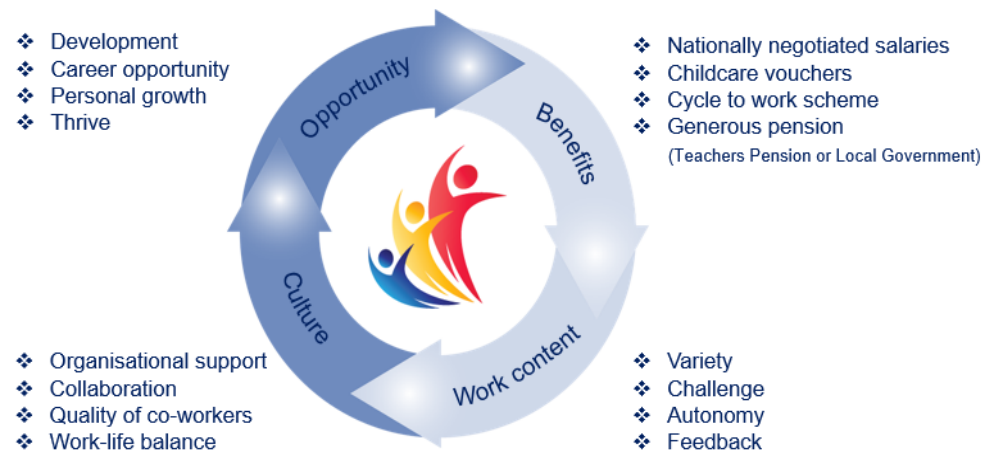 ❖ Development
❖ Career opportunity
❖ Personal growth
❖ Thrive
Opportunity
Benefits
❖ Nationally negotiated salaries
❖ Childcare vouchers
❖ Cycle to work scheme
❖ Generous pension
(Teachers Pension or Local Government)
Culture
Work content
❖ Organisational support
❖ Collaboration
❖ Quality of co-workers
❖ Work-life balance
❖ Variety
❖ Challenge
❖ Autonomy
❖ Feedback